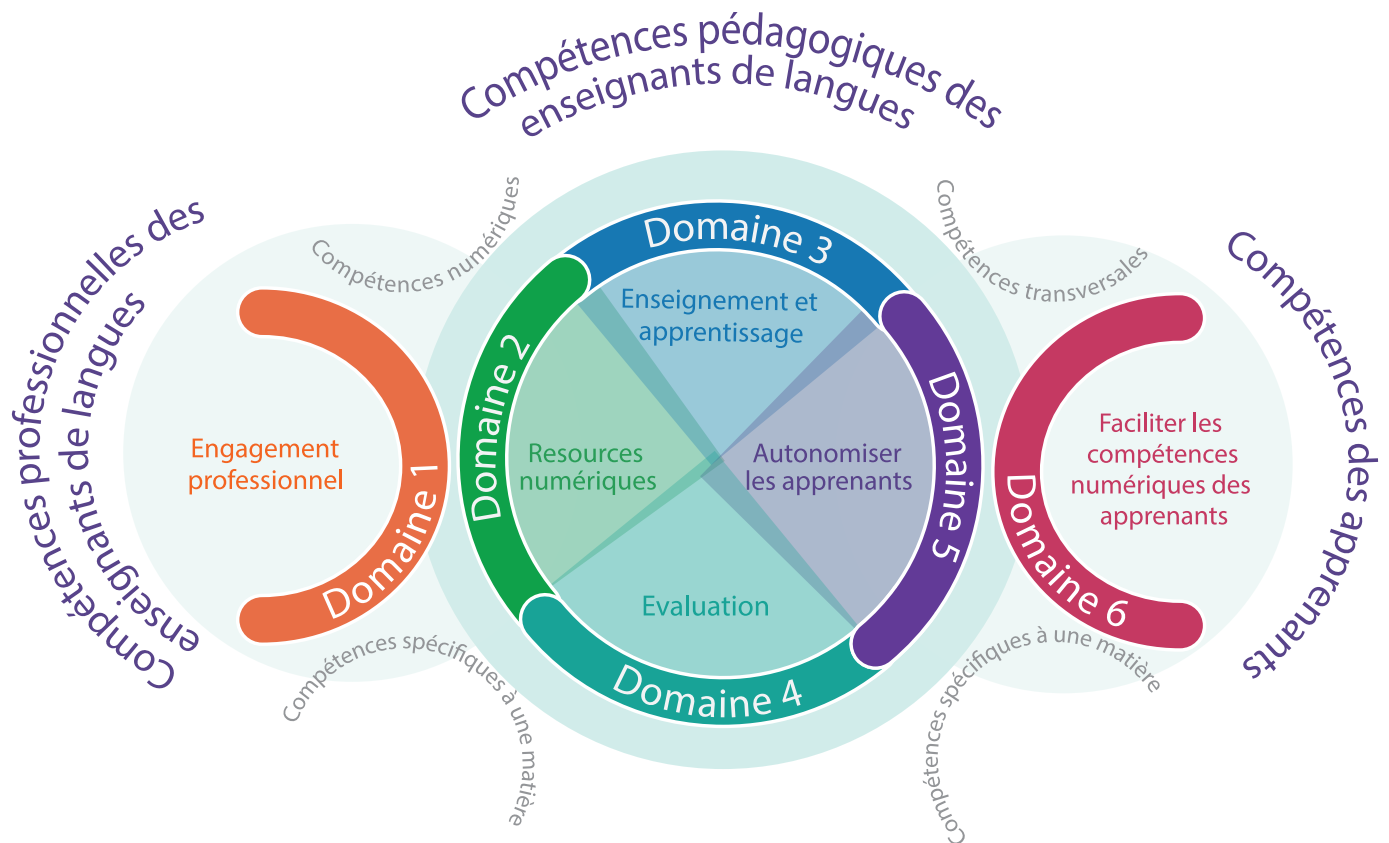 Compétences pédagogiques des
enseignants de langues
Compétences professionnelles des
enseignants de langues
Compétences numériques
Compétences transversales
Compétences des apprenants
Domaine 1
Engagement
professionnel
Domaine 2
Resources
numériques
Domaine 3
Enseignement et
apprentissage
Domaine 5
Autonomiser
les apprenants
Domaine 4
Evaluation
Domaine 6
Faciliter les
compétences
numériques des
apprenants
Compétences spécifiques à une matière
Compétences spécifiques à une matière